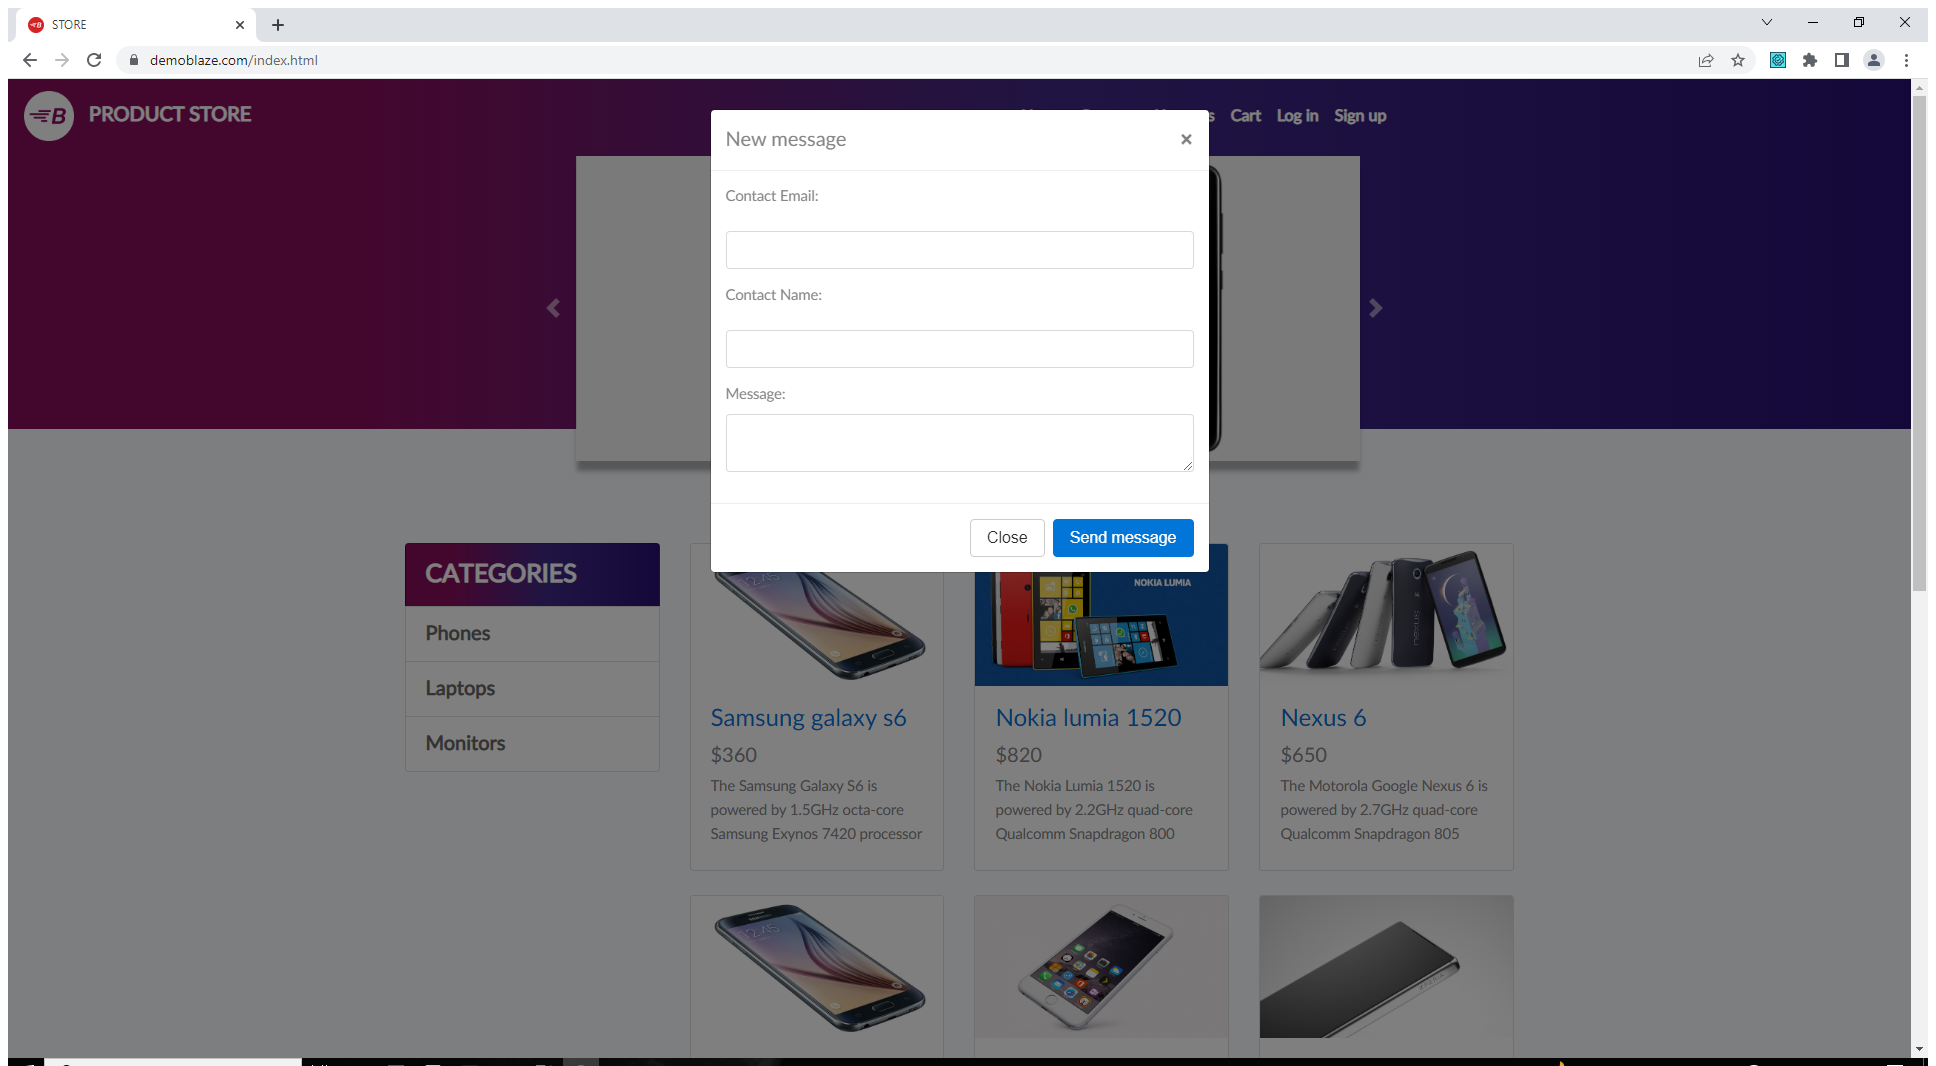 STORE
demoblaze.com/index.html
B PRODUCT STORE
Cart Log in Sign up
New message ×
Contact Email:
Contact Name:
Message:
Close Send message
CATEGORIES
Phones
Laptops
Monitors
NOKIA LUMIA
nexus
Samsung galaxy s6
$360
The Samsung Galaxy S6 is
powered by 1.5GHz octa-core
Samsung Exynos 7420 processor
Nokia lumia 1520
$820
The Nokia Lumia 1520 is
powered by 2.2GHz quad-core
Qualcomm Snapdragon 800
Nexus 6
$650
The Motorola Google Nexus 6 is
powered by 2.7GHz quad-core
Qualcomm Snapdragon 805
12:45